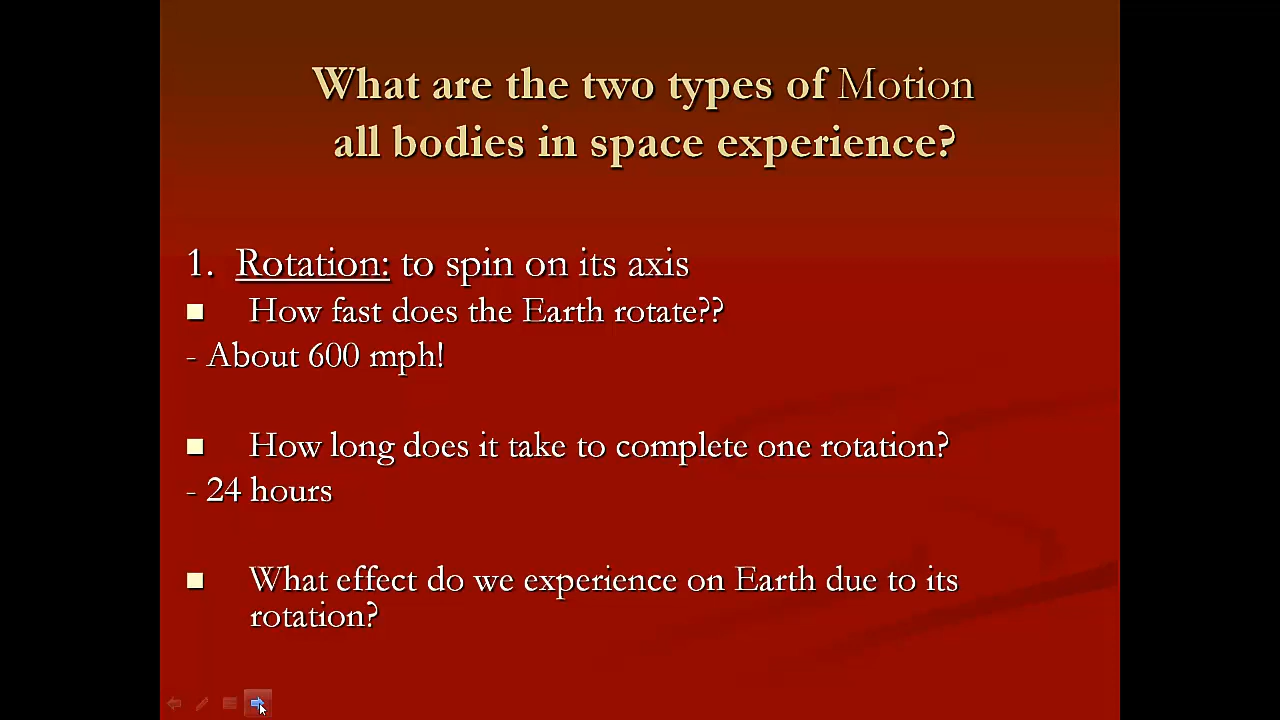 What are the two types of Motion
all bodies in space experience?
1. Rotation: to spin on its axis
How fast does the Earth rotate??
- About 600 mph!
How long does it take to complete one rotation?
- 24 hours
What effect do we experience on Earth due to its
rotation?